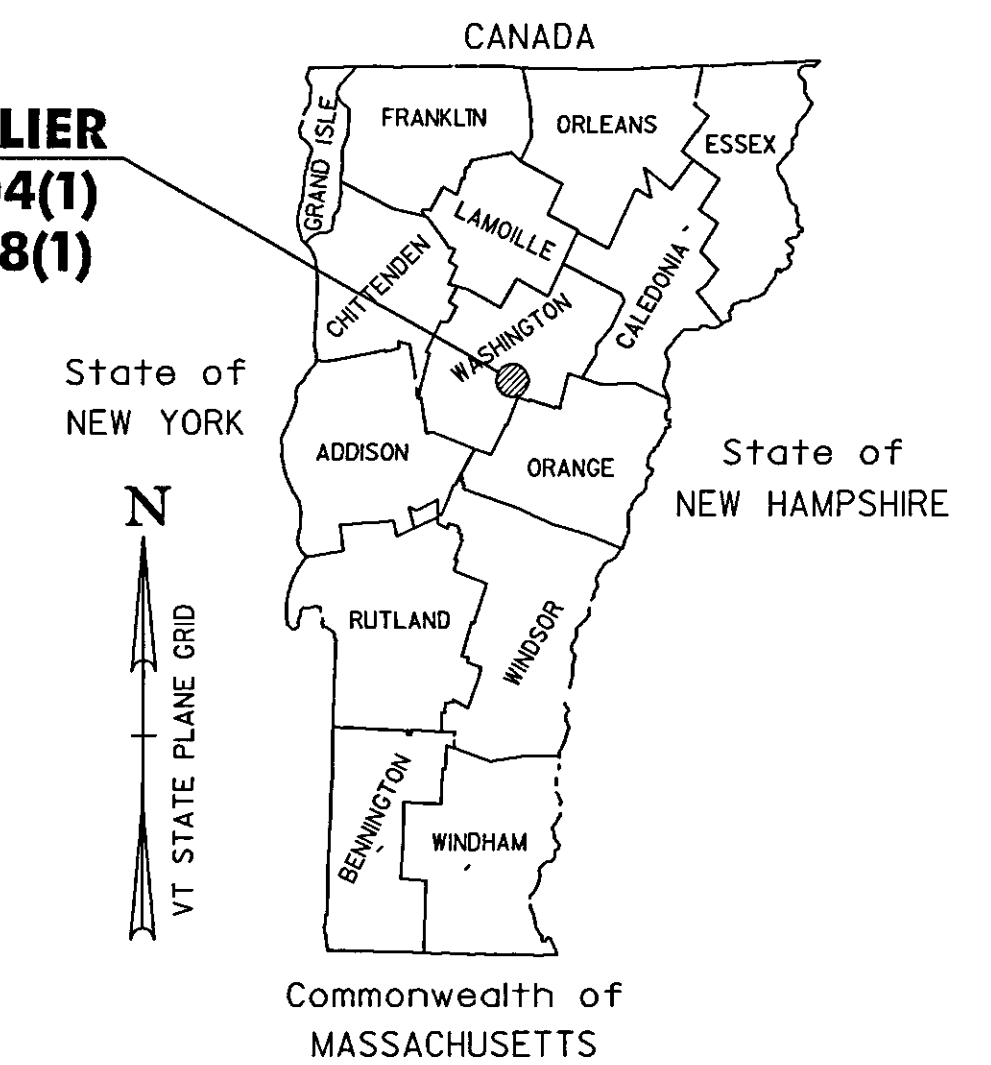 CANADA
LIER
4(1)
8(1)
GRAND ISLE
FRANKLIN
ORLEANS
ESSEX
LAMOILLE
CHITTENDEN
WASHINGTON
CALEDONIA
State of
NEW YORK
ADDISON
ORANGE
State of
NEW HAMPSHIRE
N
VT STATE PLANE GRID
RUTLAND
WINDSOR
BENNINGTON
WINDHAM
Commonwealth of
MASSACHUSETTS